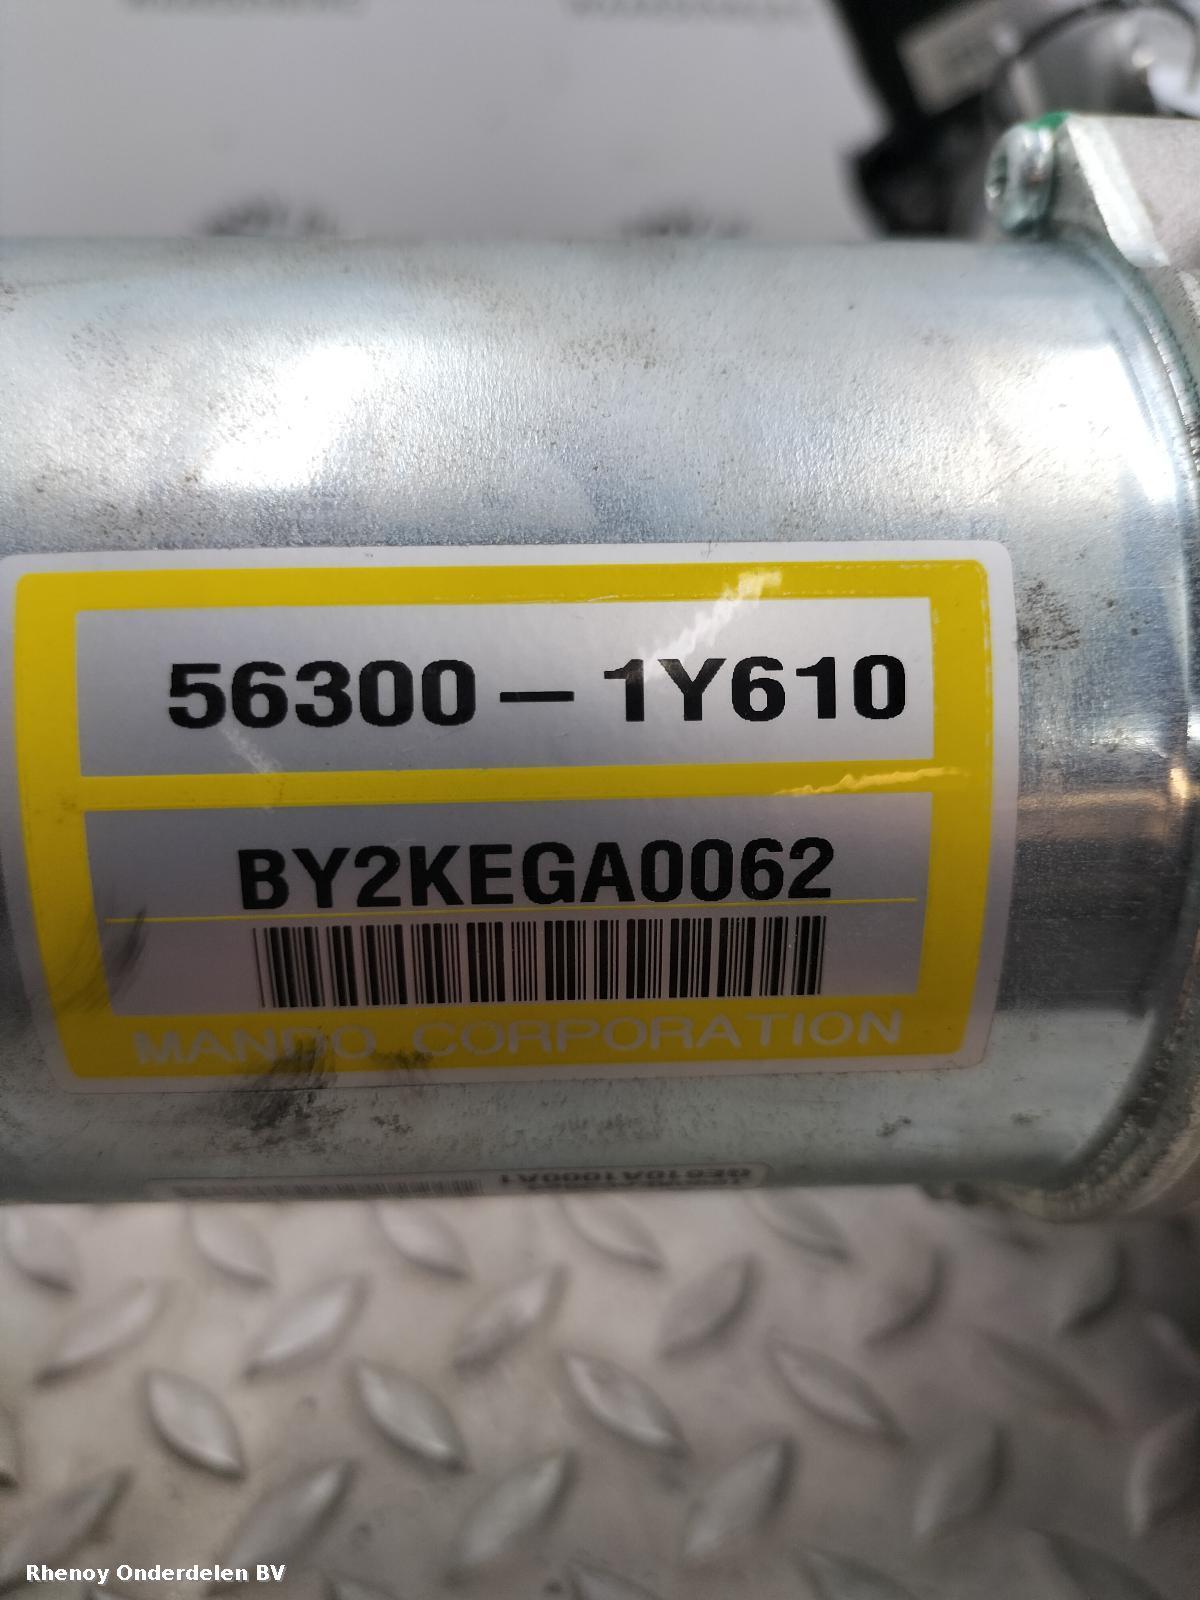 56300-1Y610
BY2KEGA0062
MANDO CORPORATION
Rhenoy Onderdelen BV